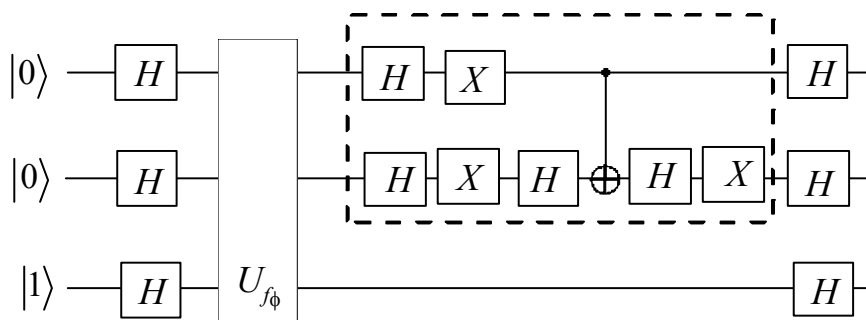 |0⟩ H H X H
|0⟩ H H X H H X H
|1⟩ H U_{f_ϕ} H